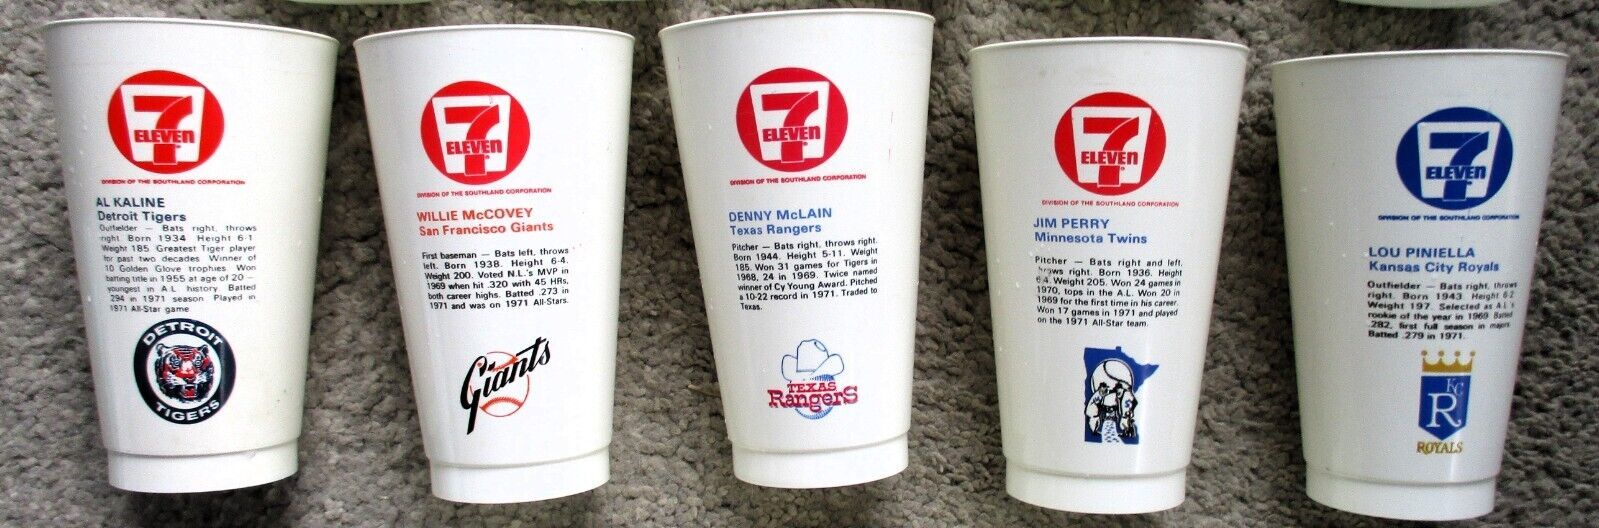 7
ELEVEN
DIVISION OF THE SOUTHLAND CORPORATION
AL KALINE
Detroit Tigers
Outfielder — Bats right, throws
right. Born 1934. Height 6-1.
Weight 185. Greatest Tiger player
for past two decades. Winner of
10 Golden Glove trophies. Won
batting title in 1955 at age of 20 —
youngest in A.L. history. Batted
.294 in 1971 season. Played in
1971 All-Star game.
DETROIT
TIGERS
7
ELEVEN
DIVISION OF THE SOUTHLAND CORPORATION
WILLIE McCOVEY
San Francisco Giants
First baseman — Bats left, throws
left. Born 1938. Height 6-4.
Weight 200. Voted N.L.'s MVP in
1969 when hit .320 with 45 HRs,
both career highs. Batted .273 in
1971 and was on 1971 All-Stars.
Giants
7
ELEVEN
DIVISION OF THE SOUTHLAND CORPORATION
DENNY McLAIN
Texas Rangers
Pitcher — Bats right, throws right.
Born 1944. Height 5-11. Weight
185. Won 31 games for Tigers in
1968, 24 in 1969. Twice named
winner of Cy Young Award. Pitched
a 10-22 record in 1971. Traded to
Texas.
TEXAS
RangerS
7
ELEVEN
DIVISION OF THE SOUTHLAND CORPORATION
JIM PERRY
Minnesota Twins
Pitcher — Bats right and left,
throws right. Born 1936. Height
6-4. Weight 205. Won 24 games in
1970, tops in the A.L. Won 20 in
1969 for the first time in his career.
Won 17 games in 1971 and played
on the 1971 All-Star team.
7
ELEVEN
DIVISION OF THE SOUTHLAND CORPORATION
LOU PINIELLA
Kansas City Royals
Outfielder — Bats right, throws
right. Born 1943. Height 6-2.
Weight 197. Selected as A.L.'s
rookie of the year in 1969. Batted
.282, first full season in majors.
Batted .279 in 1971.
KC
R
ROYALS